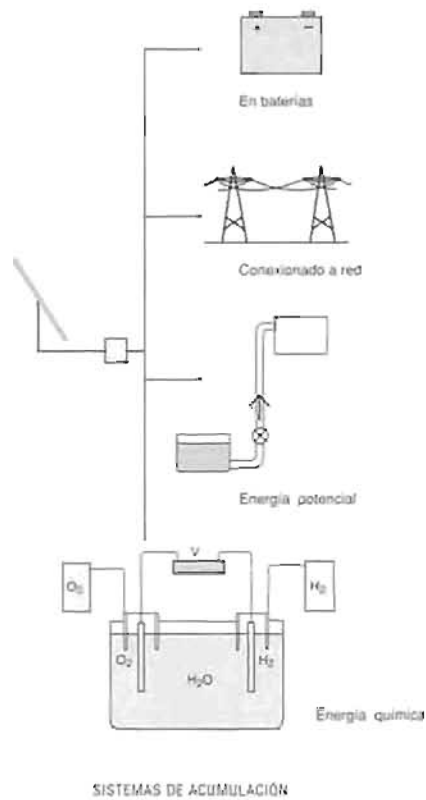 En baterías
Conexionado a red
Energía potencial
V
O₂
H₂
O₂
H₂O
H₂
Energía química
SISTEMAS DE ACUMULACIÓN